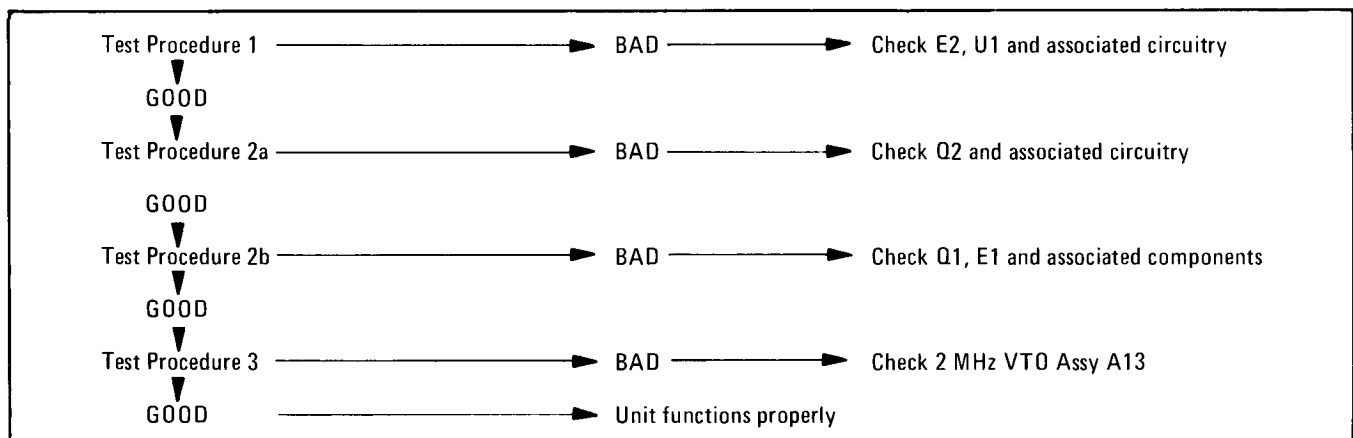 Test Procedure 1 BAD Check E2, U1 and associated circuitry
GOOD
Test Procedure 2a BAD Check Q2 and associated circuitry
GOOD
Test Procedure 2b BAD Check Q1, E1 and associated components
GOOD
Test Procedure 3 BAD Check 2 MHz VTO Assy A13
GOOD Unit functions properly